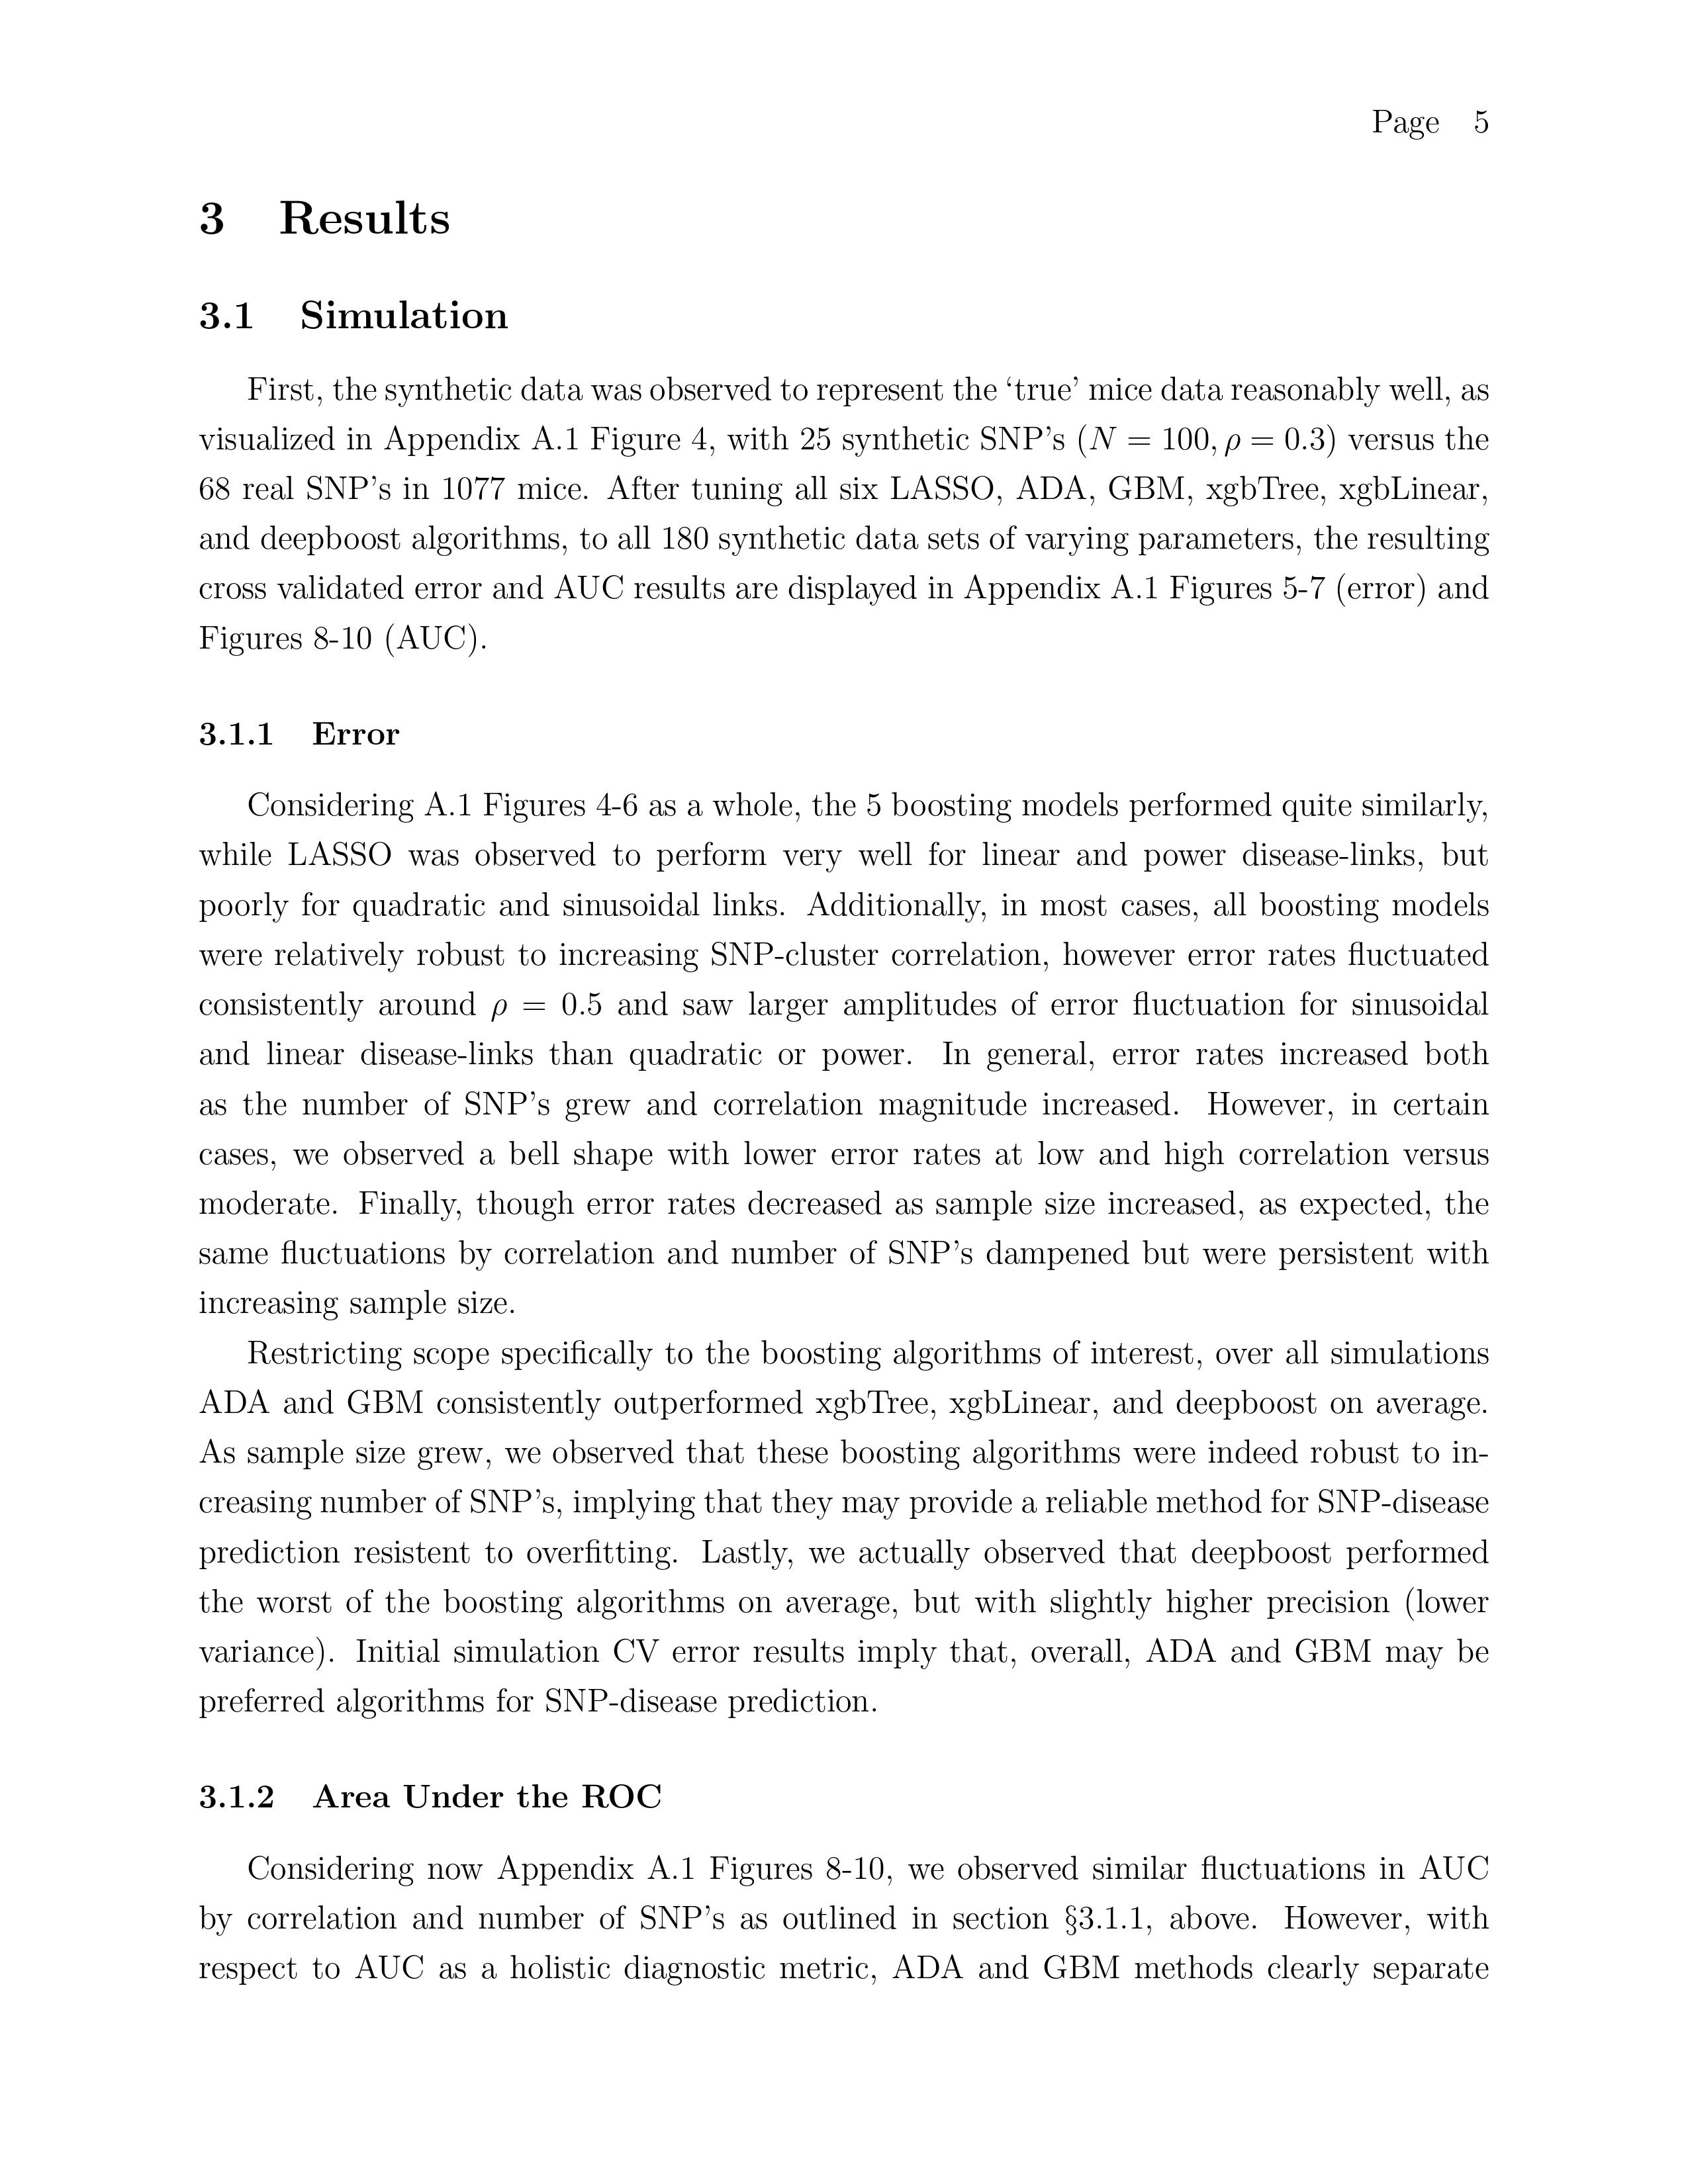 Page 5
3 Results
3.1 Simulation
First, the synthetic data was observed to represent the ‘true’ mice data reasonably well, as
visualized in Appendix A.1 Figure 4, with 25 synthetic SNP’s (N = 100, ρ = 0.3) versus the
68 real SNP’s in 1077 mice. After tuning all six LASSO, ADA, GBM, xgbTree, xgbLinear,
and deepboost algorithms, to all 180 synthetic data sets of varying parameters, the resulting
cross validated error and AUC results are displayed in Appendix A.1 Figures 5-7 (error) and
Figures 8-10 (AUC).
3.1.1 Error
Considering A.1 Figures 4-6 as a whole, the 5 boosting models performed quite similarly,
while LASSO was observed to perform very well for linear and power disease-links, but
poorly for quadratic and sinusoidal links. Additionally, in most cases, all boosting models
were relatively robust to increasing SNP-cluster correlation, however error rates fluctuated
consistently around ρ = 0.5 and saw larger amplitudes of error fluctuation for sinusoidal
and linear disease-links than quadratic or power. In general, error rates increased both
as the number of SNP’s grew and correlation magnitude increased. However, in certain
cases, we observed a bell shape with lower error rates at low and high correlation versus
moderate. Finally, though error rates decreased as sample size increased, as expected, the
same fluctuations by correlation and number of SNP’s dampened but were persistent with
increasing sample size.
Restricting scope specifically to the boosting algorithms of interest, over all simulations
ADA and GBM consistently outperformed xgbTree, xgbLinear, and deepboost on average.
As sample size grew, we observed that these boosting algorithms were indeed robust to in-
creasing number of SNP’s, implying that they may provide a reliable method for SNP-disease
prediction resistent to overfitting. Lastly, we actually observed that deepboost performed
the worst of the boosting algorithms on average, but with slightly higher precision (lower
variance). Initial simulation CV error results imply that, overall, ADA and GBM may be
preferred algorithms for SNP-disease prediction.
3.1.2 Area Under the ROC
Considering now Appendix A.1 Figures 8-10, we observed similar fluctuations in AUC
by correlation and number of SNP’s as outlined in section §3.1.1, above. However, with
respect to AUC as a holistic diagnostic metric, ADA and GBM methods clearly separate